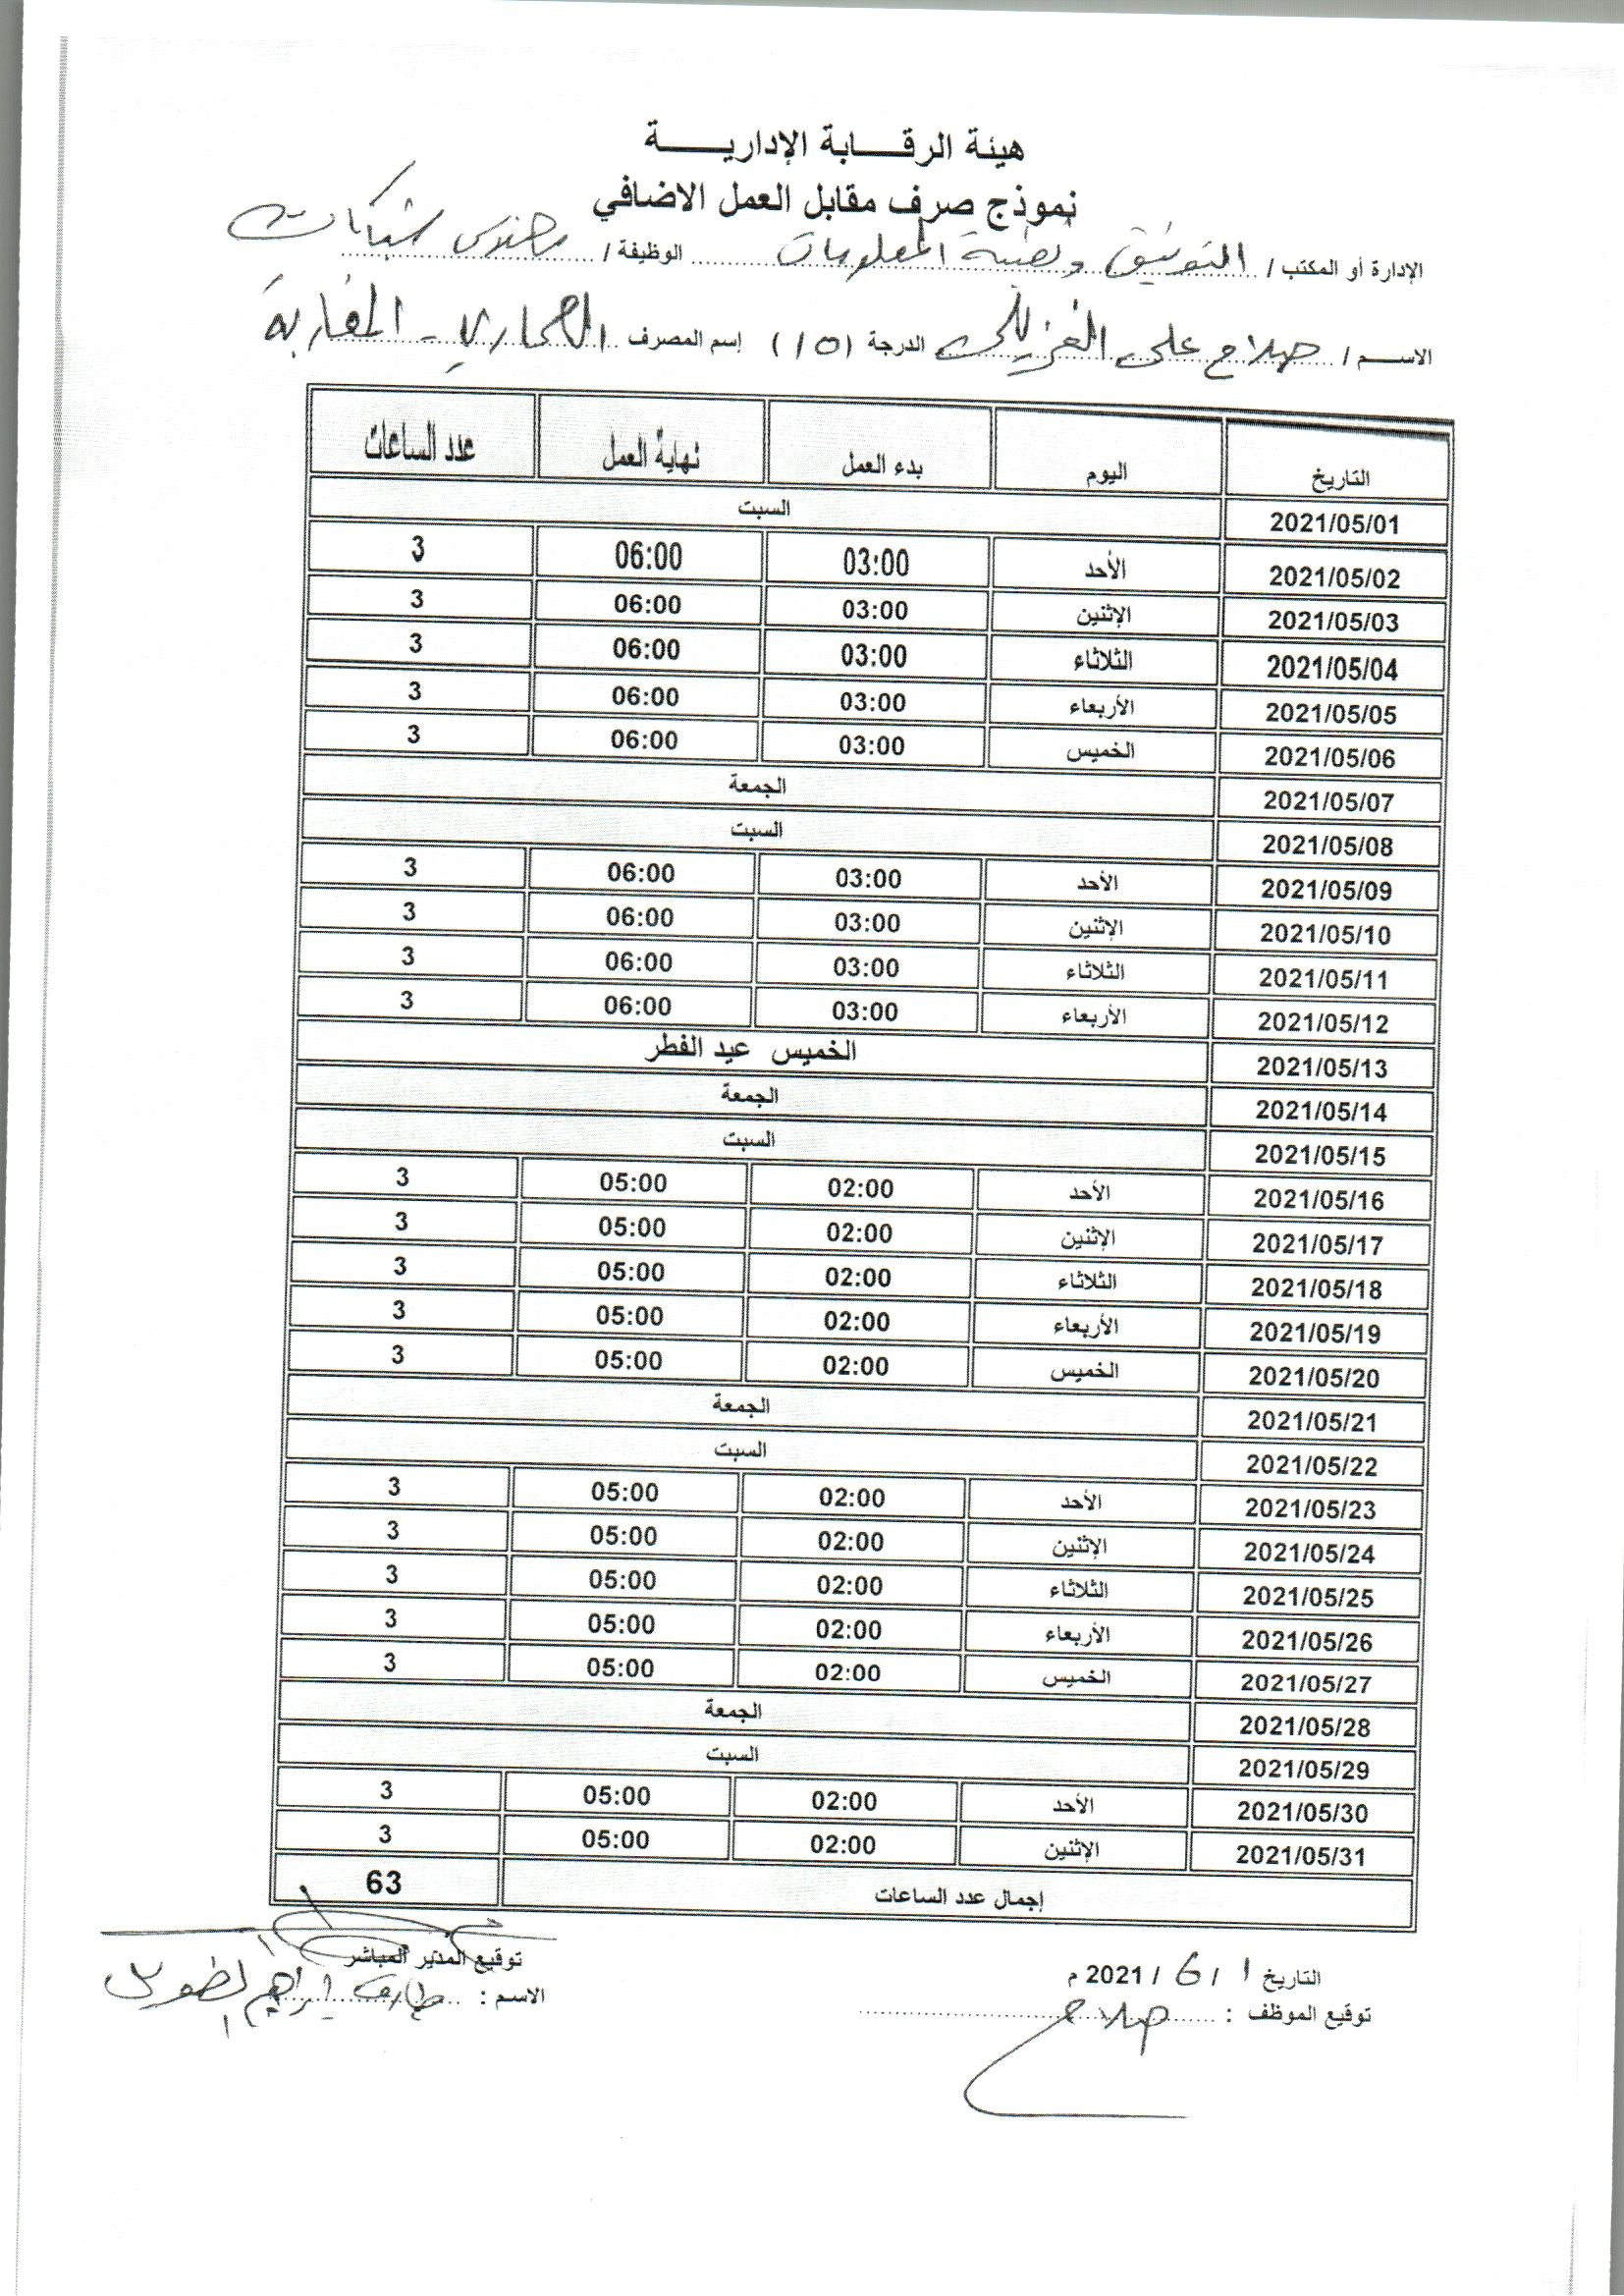 هيئة الرقـــابة الإداريـــــة
نموذج صرف مقابل العمل الاضافي
الإدارة أو المكتب / التوثيق وتقنية المعلومات الوظيفة / مهندس شبكات
الاســم / صلاح علي الغزيلي الدرجة (10) إسم المصرف الصحاري - المغاربة
التاريخ اليوم بدء العمل نهاية العمل عدد الساعات
2021/05/01 السبت
2021/05/02 الأحد 03:00 06:00 3
2021/05/03 الإثنين 03:00 06:00 3
2021/05/04 الثلاثاء 03:00 06:00 3
2021/05/05 الأربعاء 03:00 06:00 3
2021/05/06 الخميس 03:00 06:00 3
2021/05/07 الجمعة
2021/05/08 السبت
2021/05/09 الأحد 03:00 06:00 3
2021/05/10 الإثنين 03:00 06:00 3
2021/05/11 الثلاثاء 03:00 06:00 3
2021/05/12 الأربعاء 03:00 06:00 3
2021/05/13 الخميس عيد الفطر
2021/05/14 الجمعة
2021/05/15 السبت
2021/05/16 الأحد 02:00 05:00 3
2021/05/17 الإثنين 02:00 05:00 3
2021/05/18 الثلاثاء 02:00 05:00 3
2021/05/19 الأربعاء 02:00 05:00 3
2021/05/20 الخميس 02:00 05:00 3
2021/05/21 الجمعة
2021/05/22 السبت
2021/05/23 الأحد 02:00 05:00 3
2021/05/24 الإثنين 02:00 05:00 3
2021/05/25 الثلاثاء 02:00 05:00 3
2021/05/26 الأربعاء 02:00 05:00 3
2021/05/27 الخميس 02:00 05:00 3
2021/05/28 الجمعة
2021/05/29 السبت
2021/05/30 الأحد 02:00 05:00 3
2021/05/31 الإثنين 02:00 05:00 3
إجمال عدد الساعات 63
التاريخ 1 / 6 / 2021 م توقيع المدير المباشر
توقيع الموظف : صلاح الاسم : طارق ابراهيم